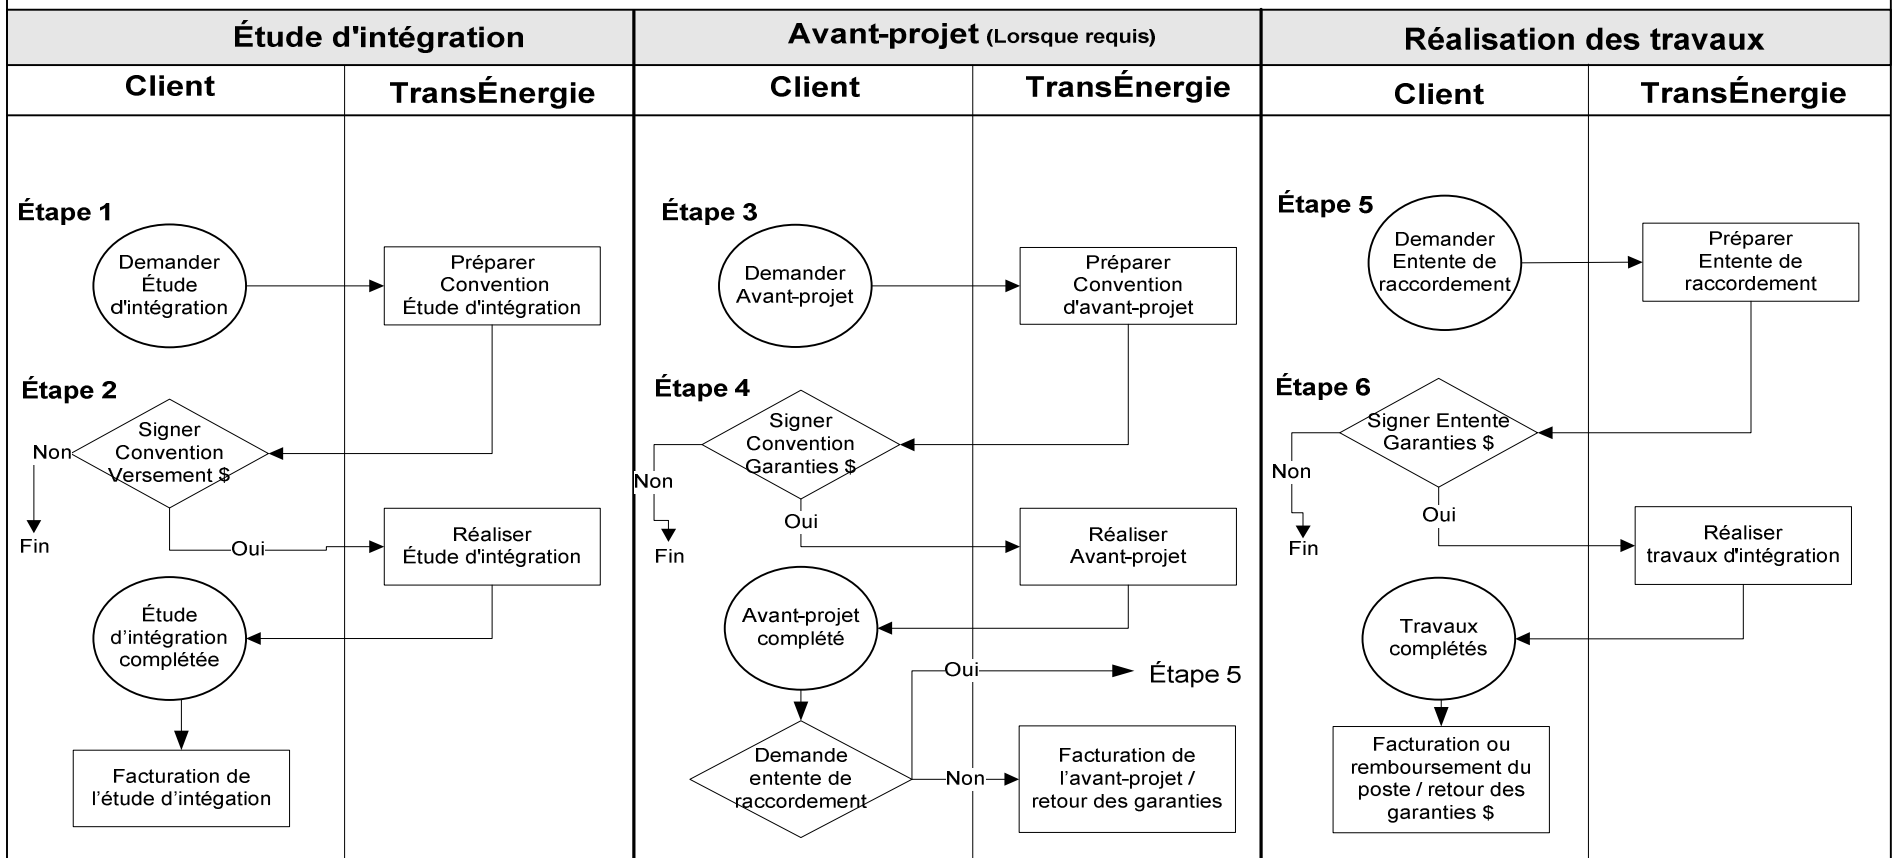 Étude d'intégration
Client
TransÉnergie
Étape 1
Demander
Étude
d'intégration
Préparer
Convention
Étude d'intégration
Étape 2
Signer
Convention
Versement $
Non
Fin
Oui
Réaliser
Étude d'intégration
Étude
d'intégration
complétée
Facturation de
l'étude d'intégation
Avant-projet (Lorsque requis)
Client
TransÉnergie
Étape 3
Demander
Avant-projet
Préparer
Convention
d'avant-projet
Étape 4
Signer
Convention
Garanties $
Non
Fin
Oui
Réaliser
Avant-projet
Avant-projet
complété
Oui
Étape 5
Demande
entente de
raccordement
Non
Facturation de
l'avant-projet /
retour des garanties
Réalisation des travaux
Client
TransÉnergie
Étape 5
Demander
Entente de
raccordement
Préparer
Entente de
raccordement
Étape 6
Signer Entente
Garanties $
Non
Fin
Oui
Réaliser
travaux d'intégration
Travaux
complétés
Facturation ou
remboursement du
poste / retour des
garanties $